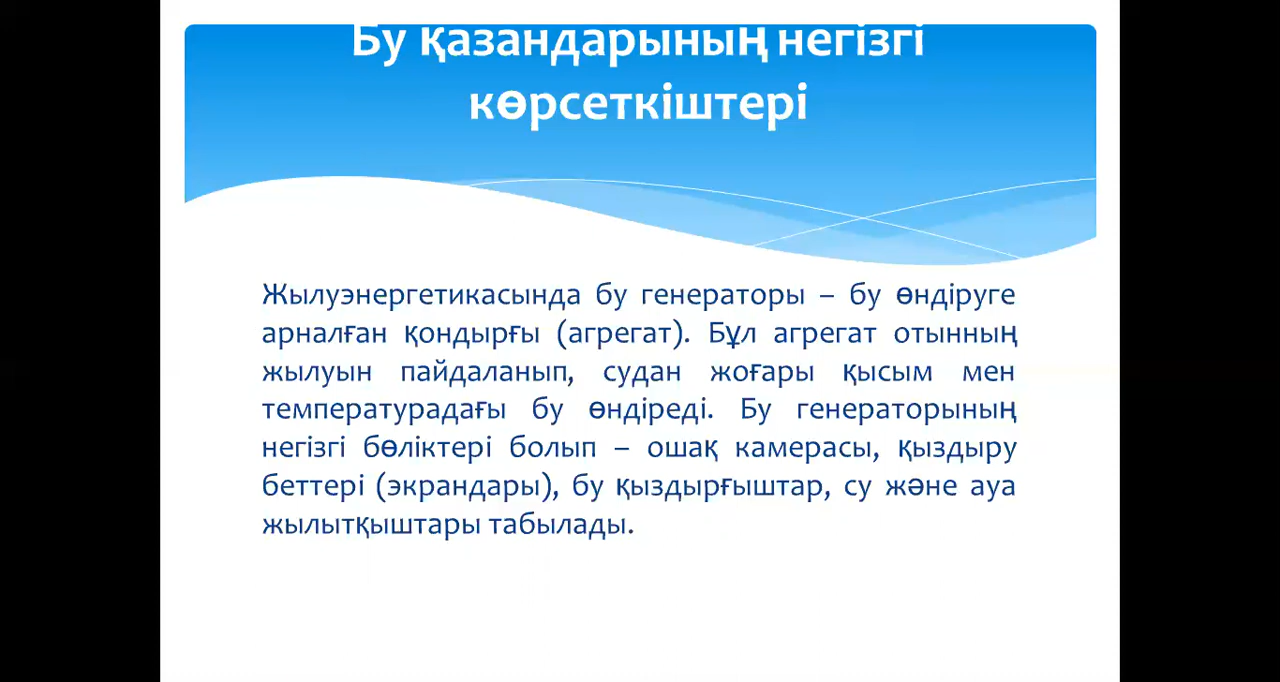 Бу қазандарының негізгі
көрсеткіштері
Жылуэнергетикасында бу генераторы – бу өндіруге
арналған қондырғы (агрегат). Бұл агрегат отынның
жылуын пайдаланып, судан жоғары қысым мен
температурадағы бу өндіреді. Бу генераторының
негізгі бөліктері болып – ошақ камерасы, қыздыру
беттері (экрандары), бу қыздырғыштар, су және ауа
жылытқыштары табылады.